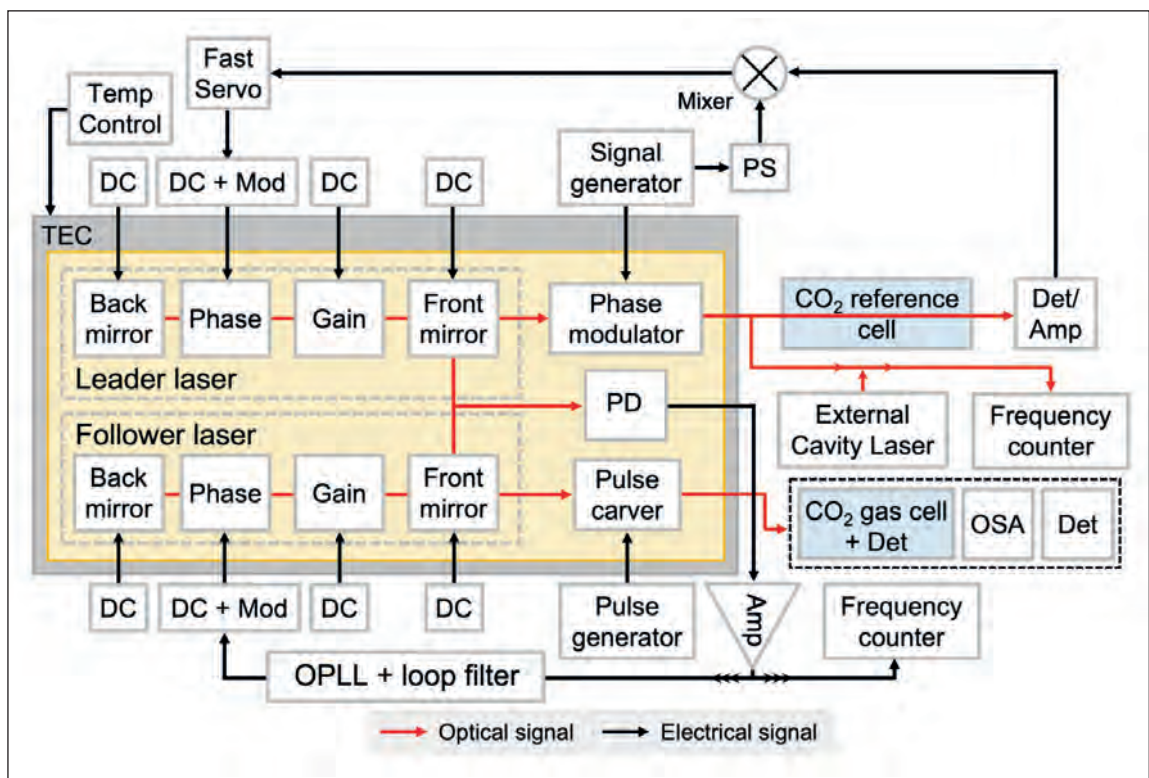 Fast
Servo
Mixer
Temp
Control
Signal
generator
PS
DC
DC + Mod
DC
DC
TEC
Back
mirror
Phase
Gain
Front
mirror
Phase
modulator
CO₂ reference
cell
Det/
Amp
Leader laser
PD
External
Cavity Laser
Frequency
counter
Follower laser
Back
mirror
Phase
Gain
Front
mirror
Pulse
carver
CO₂ gas cell
+ Det
OSA
Det
DC
DC + Mod
DC
DC
Pulse
generator
Amp
Frequency
counter
OPLL + loop filter
Optical signal
Electrical signal